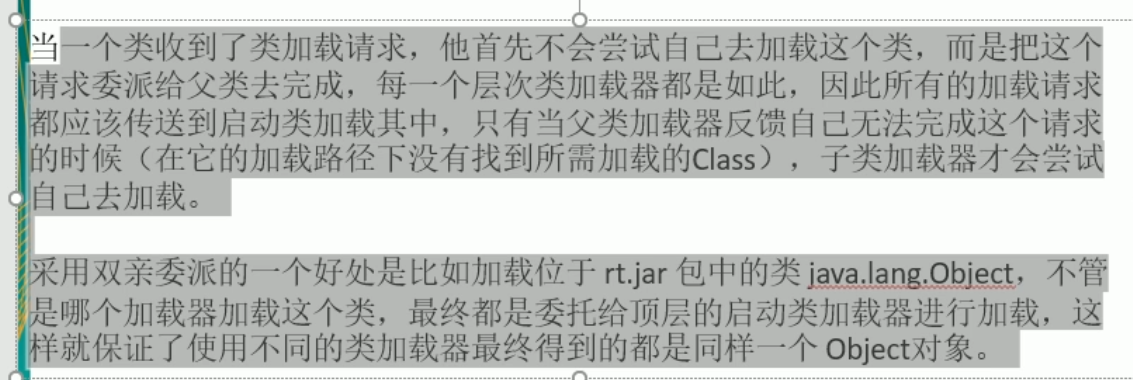 当一个类收到了类加载请求，他首先不会尝试自己去加载这个类，而是把这个
请求委派给父类去完成，每一个层次类加载器都是如此，因此所有的加载请求
都应该传送到启动类加载其中，只有当父类加载器反馈自己无法完成这个请求
的时候（在它的加载路径下没有找到所需加载的Class），子类加载器才会尝试
自己去加载。
采用双亲委派的一个好处是比如加载位于 rt.jar 包中的类 java.lang.Object，不管
是哪个加载器加载这个类，最终都是委托给顶层的启动类加载器进行加载，这
样就保证了使用不同的类加载器最终得到的都是同样一个 Object对象。